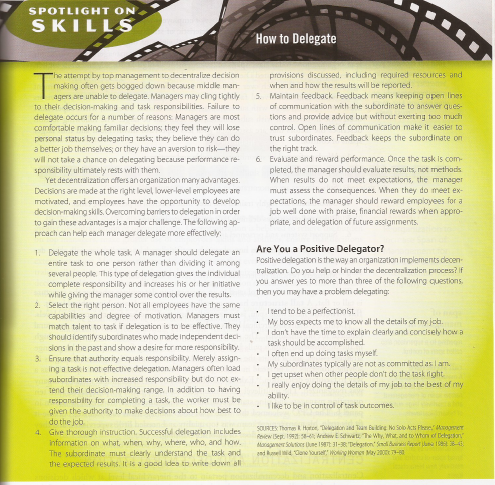 SPOTLIGHT ON
SKILLS
How to Delegate
The attempt by top management to decentralize decision
making often gets bogged down because middle man-
agers are unable to delegate. Managers may cling tightly
to their decision-making and task responsibilities. Failure to
delegate occurs for a number of reasons: Managers are most
comfortable making familiar decisions; they feel they will lose
personal status by delegating tasks; they believe they can do
a better job themselves; or they have an aversion to risk—they
will not take a chance on delegating because performance re-
sponsibility ultimately rests with them.
Yet decentralization offers an organization many advantages.
Decisions are made at the right level, lower-level employees are
motivated, and employees have the opportunity to develop
decision-making skills. Overcoming barriers to delegation in order
to gain these advantages is a major challenge. The following ap-
proach can help each manager delegate more effectively:
1. Delegate the whole task. A manager should delegate an
entire task to one person rather than dividing it among
several people. This type of delegation gives the individual
complete responsibility and increases his or her initiative
while giving the manager some control over the results.
2. Select the right person. Not all employees have the same
capabilities and degree of motivation. Managers must
match talent to task if delegation is to be effective. They
should identify subordinates who made independent deci-
sions in the past and show a desire for more responsibility.
3. Ensure that authority equals responsibility. Merely assign-
ing a task is not effective delegation. Managers often load
subordinates with increased responsibility but do not ex-
tend their decision-making range. In addition to having
responsibility for completing a task, the worker must be
given the authority to make decisions about how best to
do the job.
4. Give thorough instruction. Successful delegation includes
information on what, when, why, where, who, and how.
The subordinate must clearly understand the task and
the expected results. It is a good idea to write down all
provisions discussed, including required resources and
when and how the results will be reported.
5. Maintain feedback. Feedback means keeping open lines
of communication with the subordinate to answer ques-
tions and provide advice but without exerting too much
control. Open lines of communication make it easier to
trust subordinates. Feedback keeps the subordinate on
the right track.
6. Evaluate and reward performance. Once the task is com-
pleted, the manager should evaluate results, not methods.
When results do not meet expectations, the manager
must assess the consequences. When they do meet ex-
pectations, the manager should reward employees for a
job well done with praise, financial rewards when appro-
priate, and delegation of future assignments.
Are You a Positive Delegator?
Positive delegation is the way an organization implements decen-
tralization. Do you help or hinder the decentralization process? If
you answer yes to more than three of the following questions,
then you may have a problem delegating:
• I tend to be a perfectionist.
• My boss expects me to know all the details of my job.
• I don't have the time to explain clearly and concisely how a
task should be accomplished.
• I often end up doing tasks myself.
• My subordinates typically are not as committed as I am.
• I get upset when other people don't do the task right.
• I really enjoy doing the details of my job to the best of my
ability.
• I like to be in control of task outcomes.
SOURCES: Thomas R. Horton, "Delegation and Team Building: No Solo Acts Please," Management
Review (Sept. 1992): 58–61; Andrew E. Schwartz, "The Why, What, and to Whom of Delegation,"
Management Solutions (June 1987): 31–38; "Delegation," Small Business Report (June 1986): 38–43;
and Russell Wild, "Clone Yourself," Working Woman (May 2000): 79–80.